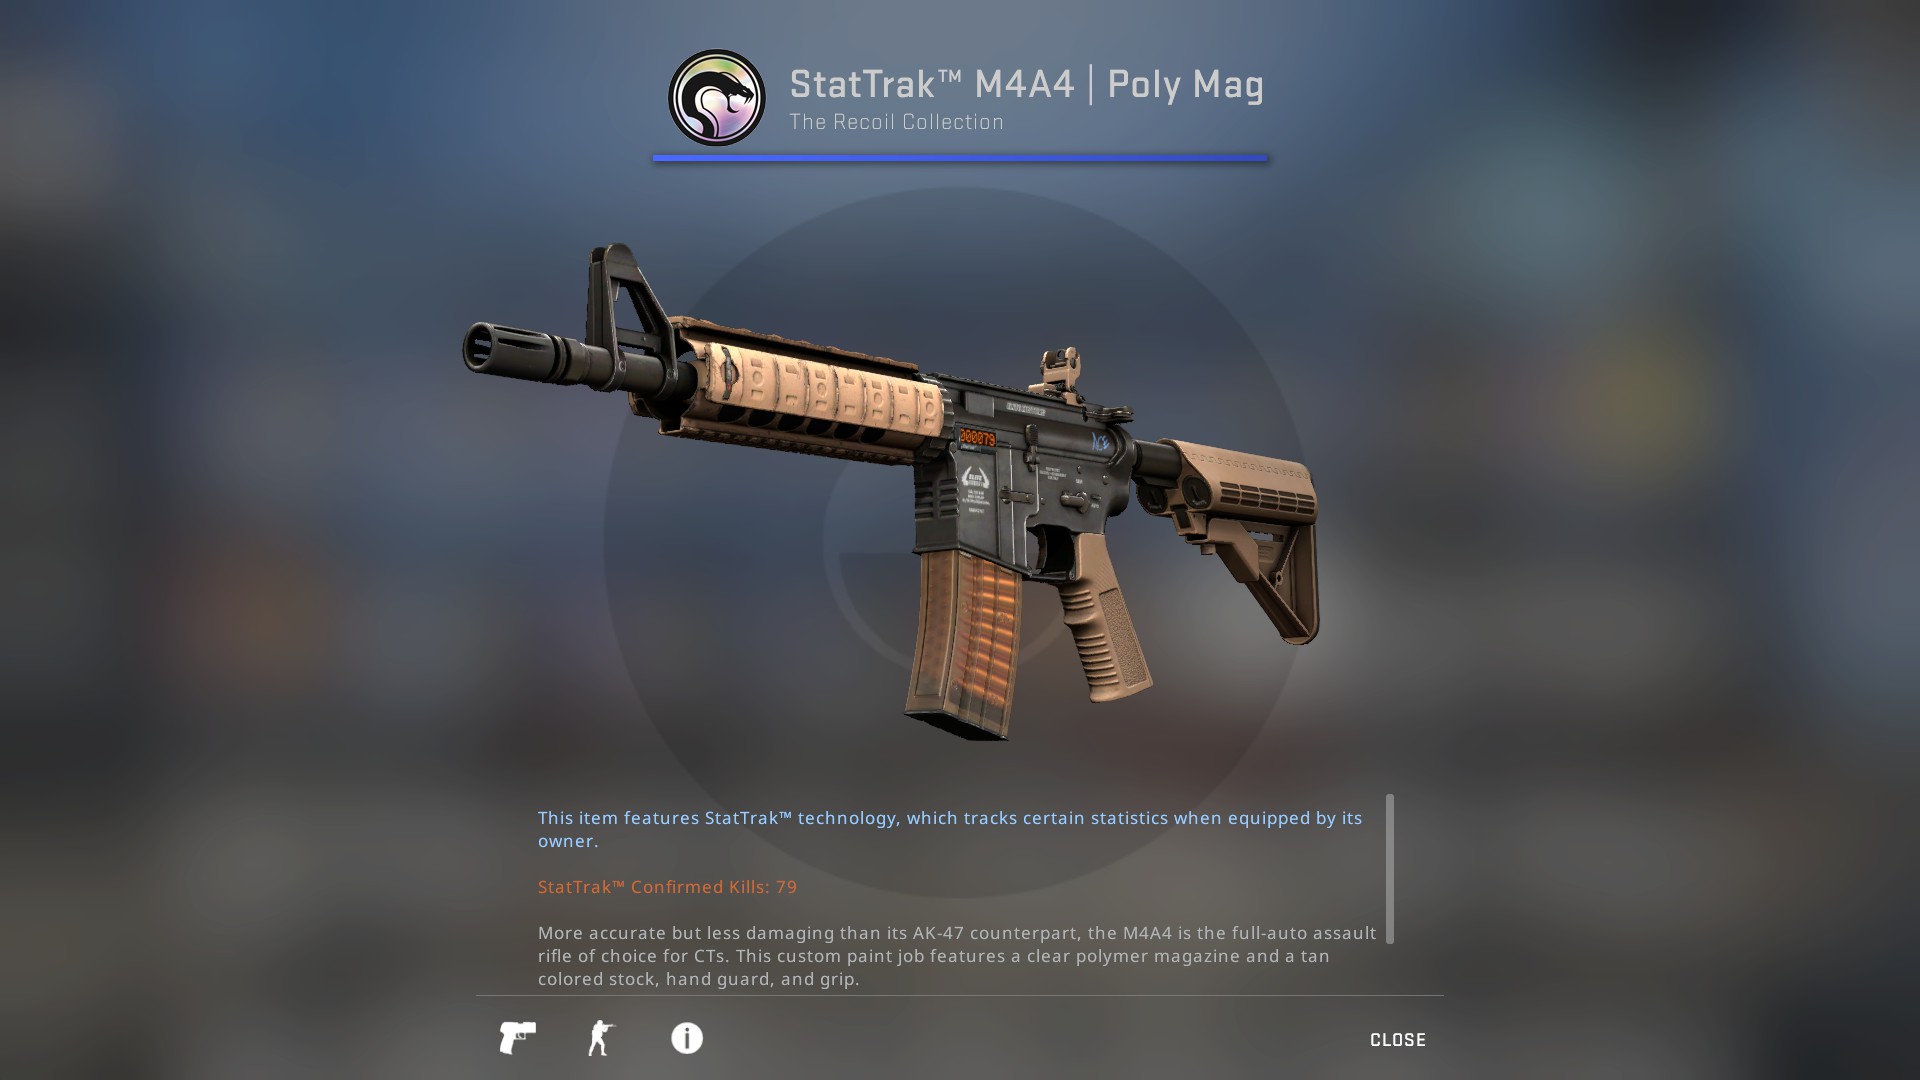 StatTrak™ M4A4 | Poly Mag
The Recoil Collection
000079
ACE
ELITE
This item features StatTrak™ technology, which tracks certain statistics when equipped by its
owner.
StatTrak™ Confirmed Kills: 79
More accurate but less damaging than its AK-47 counterpart, the M4A4 is the full-auto assault
rifle of choice for CTs. This custom paint job features a clear polymer magazine and a tan
colored stock, hand guard, and grip.
CLOSE